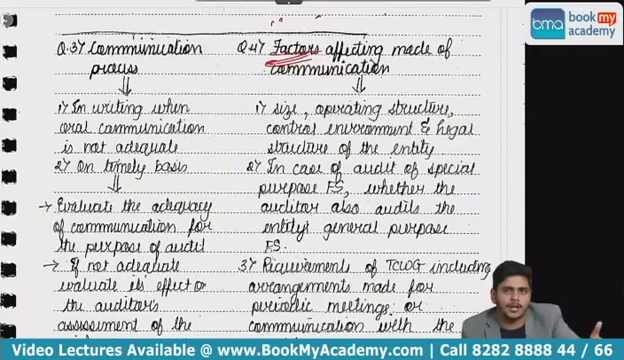 bma
book my
academy
Q.3) Communication
process
1) In writing when
oral communication
is not adequate
2) On timely basis
→ Evaluate the adequacy
of communication for
the purpose of audit
→ If not adequate
evaluate its effect on
the auditor's
assessment of the
Q.4) Factors affecting mode of
communication
1) size, operating structure,
control environment & legal
structure of the entity
2) In case of audit of special
purpose FS, whether the
auditor also audits the
entity's general purpose
FS.
3) Requirements of TCWG including
arrangements made for
periodic meetings or
communication with the
Video Lectures Available @ www.BookMyAcademy.com | Call 8282 8888 44 / 66